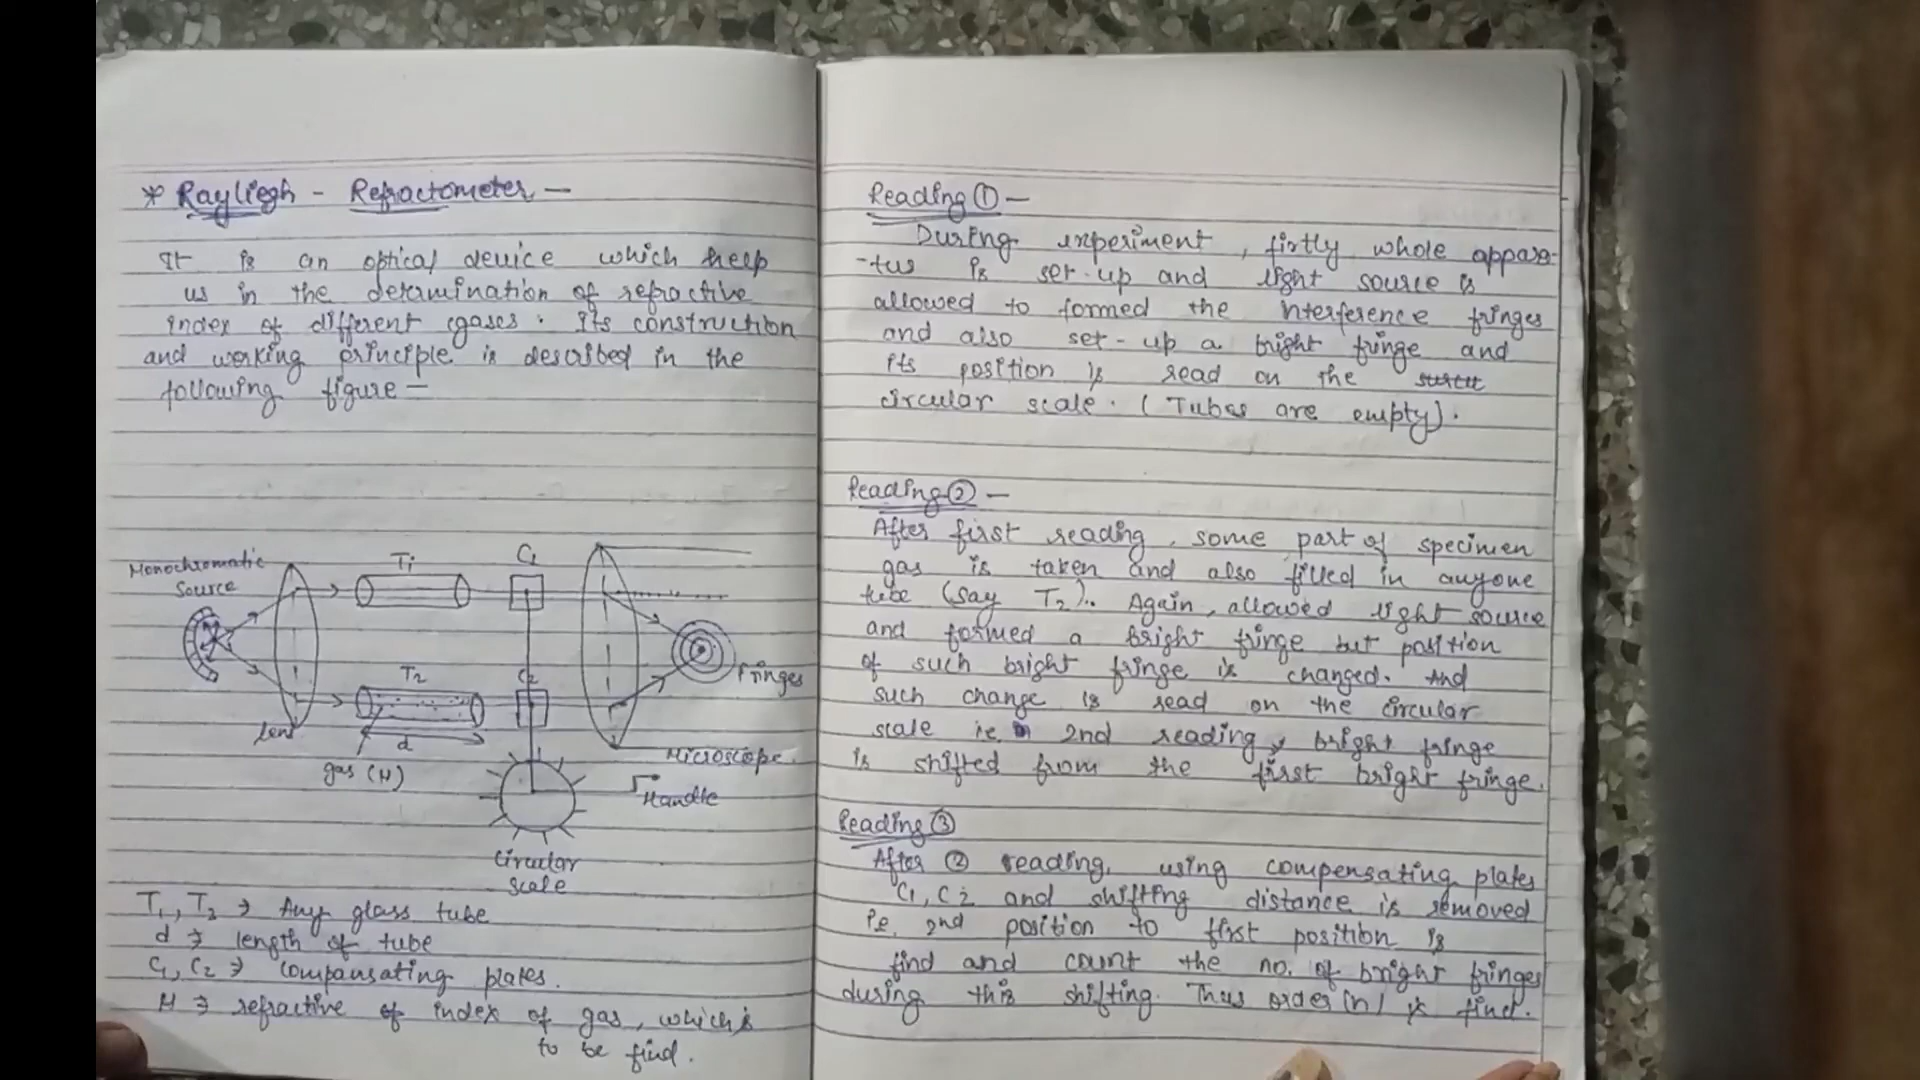 * Rayliegh - Refractometer —
It is an optical device which heep
us in the determination of refractive
index of different gases. Its construction
and working principle is described in the
following figure —
Monochromatic
Source
T1
C1
T2
C2
Fringes
lens
d
gas (μ)
Microscope.
Handle
Circular
scale
T1, T2 → Any glass tube
d → length of tube
C1, C2 → Compansating plates.
μ → refractive of index of gas, which is
to be find.
Reading ① —
During experiment, firtly whole appara-
-tus is set-up and light source is
allowed to formed the Interference fringes
and also set-up a bright fringe and
its position is read on the
circular scale. (Tubes are empty).
Reading ② —
After first reading, some part of specimen
gas is taken and also filled in anyone
tube (say T2).. Again, allowed light source
and formed a bright fringe but position
of such bright fringe is changed. And
such change is read on the circular
scale i.e. 2nd reading, bright fringe
is shifted from the first bright fringe.
Reading ③
After ② reading, using compensating plates
C1, C2 and shifting distance is removed
i.e. 2nd position to first position is
find and count the no. of bright fringes
during this shifting. Thus order (n) is find.